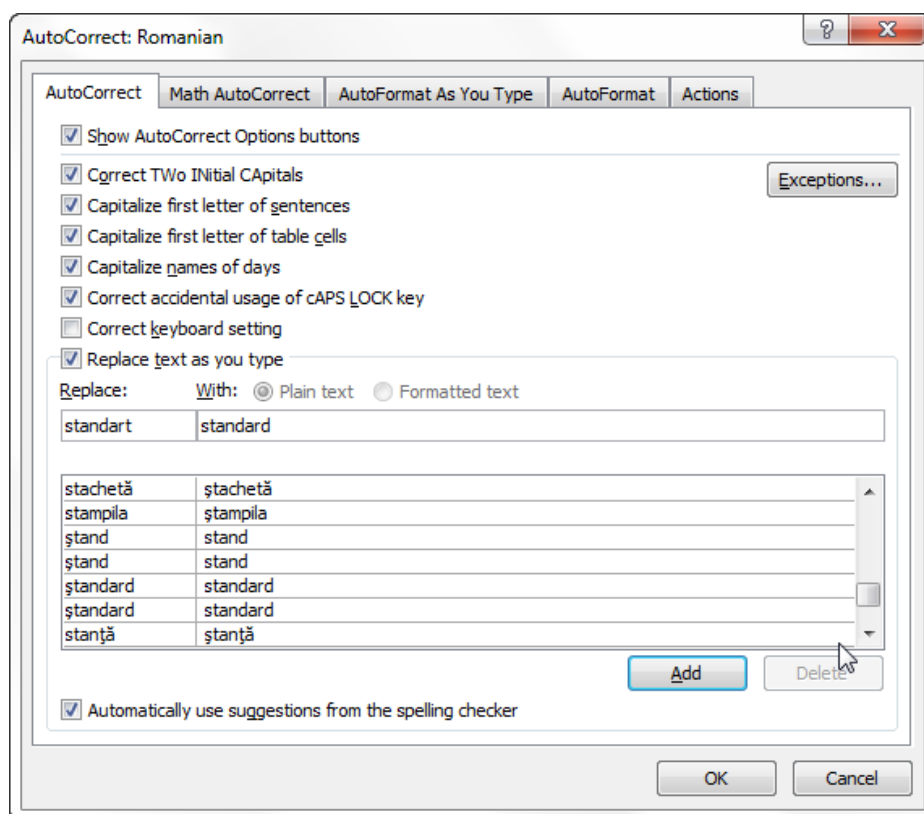 AutoCorrect: Romanian
AutoCorrect Math AutoCorrect AutoFormat As You Type AutoFormat Actions
Show AutoCorrect Options buttons
Correct TWo INitial CApitals Exceptions...
Capitalize first letter of sentences
Capitalize first letter of table cells
Capitalize names of days
Correct accidental usage of cAPS LOCK key
Correct keyboard setting
Replace text as you type
Replace: With: Plain text Formatted text
standart standard
stachetă ștachetă
stampila ștampila
ștand stand
ştand stand
ștandard standard
ştandard standard
stanţă ştanţă
Add Delete
Automatically use suggestions from the spelling checker
OK Cancel